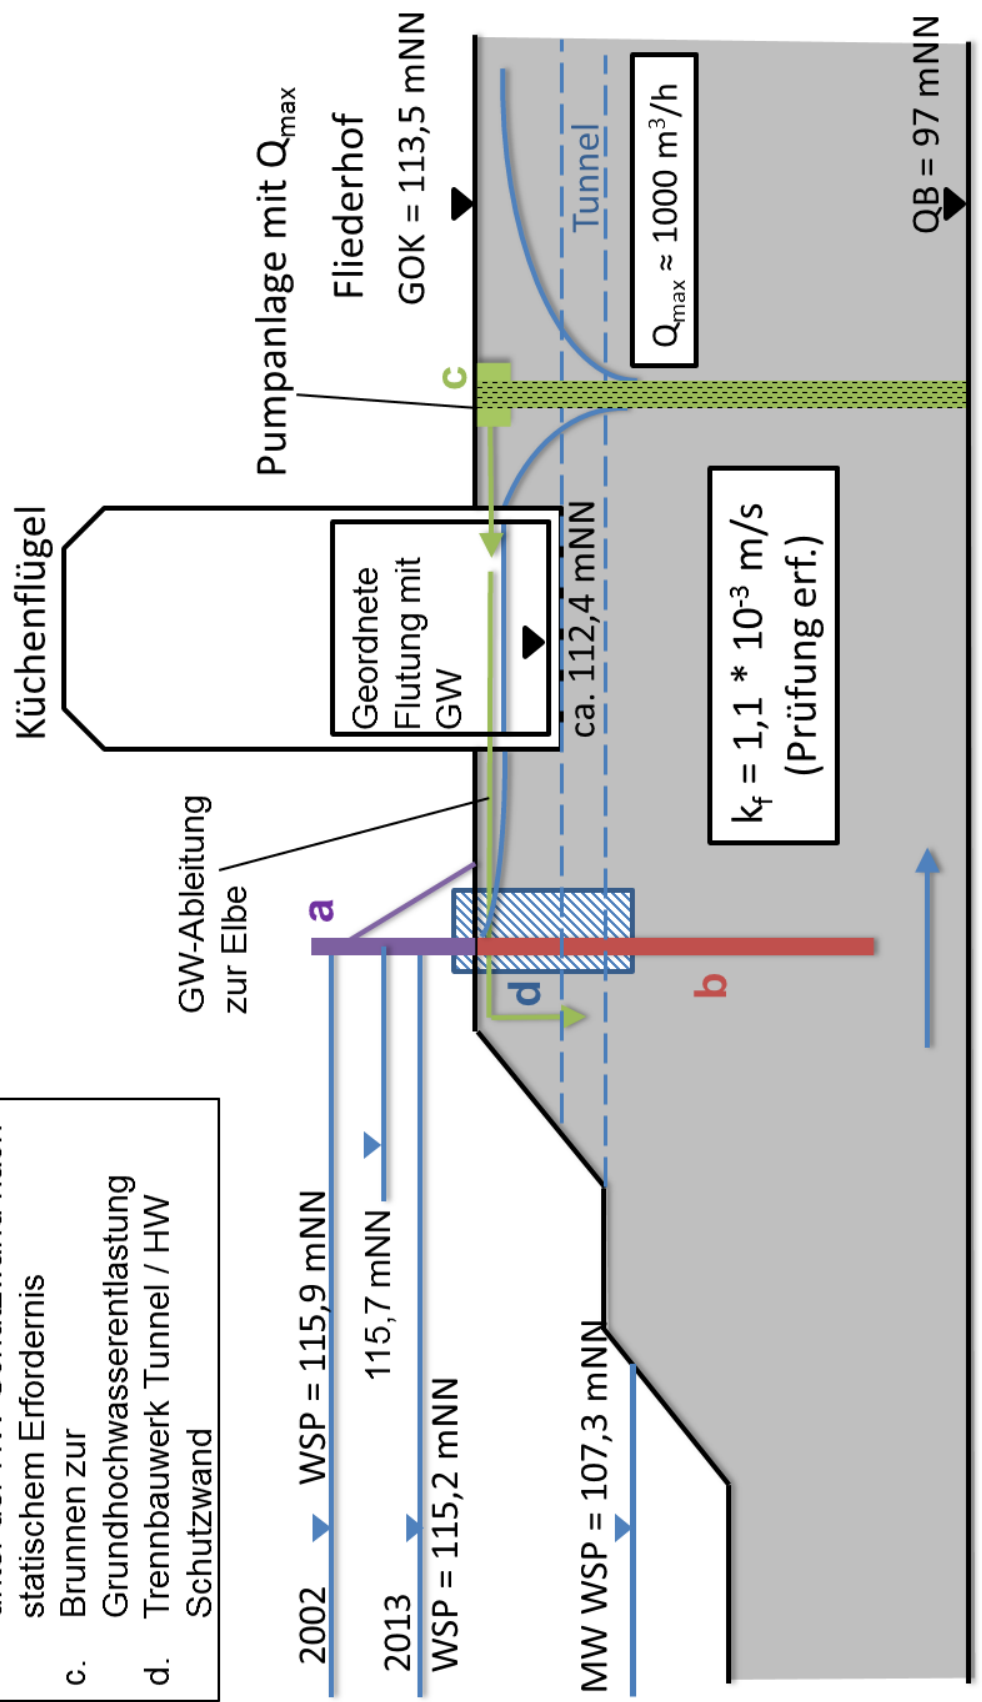 statischem Erfordernis
c. Brunnen zur
Grundhochwasserentlastung
d. Trennbauwerk Tunnel / HW
Schutzwand
Küchenflügel
GW-Ableitung
zur Elbe
Pumpanlage mit Qmax
Fliederhof
GOK = 113,5 mNN
2002 WSP = 115,9 mNN
115,7 mNN
2013
WSP = 115,2 mNN
a
Geordnete
Flutung mit
GW
c
d
ca. 112,4 mNN
Tunnel
MW WSP = 107,3 mNN
Qmax ≈ 1000 m³/h
b
kf = 1,1 * 10⁻³ m/s
(Prüfung erf.)
QB = 97 mNN